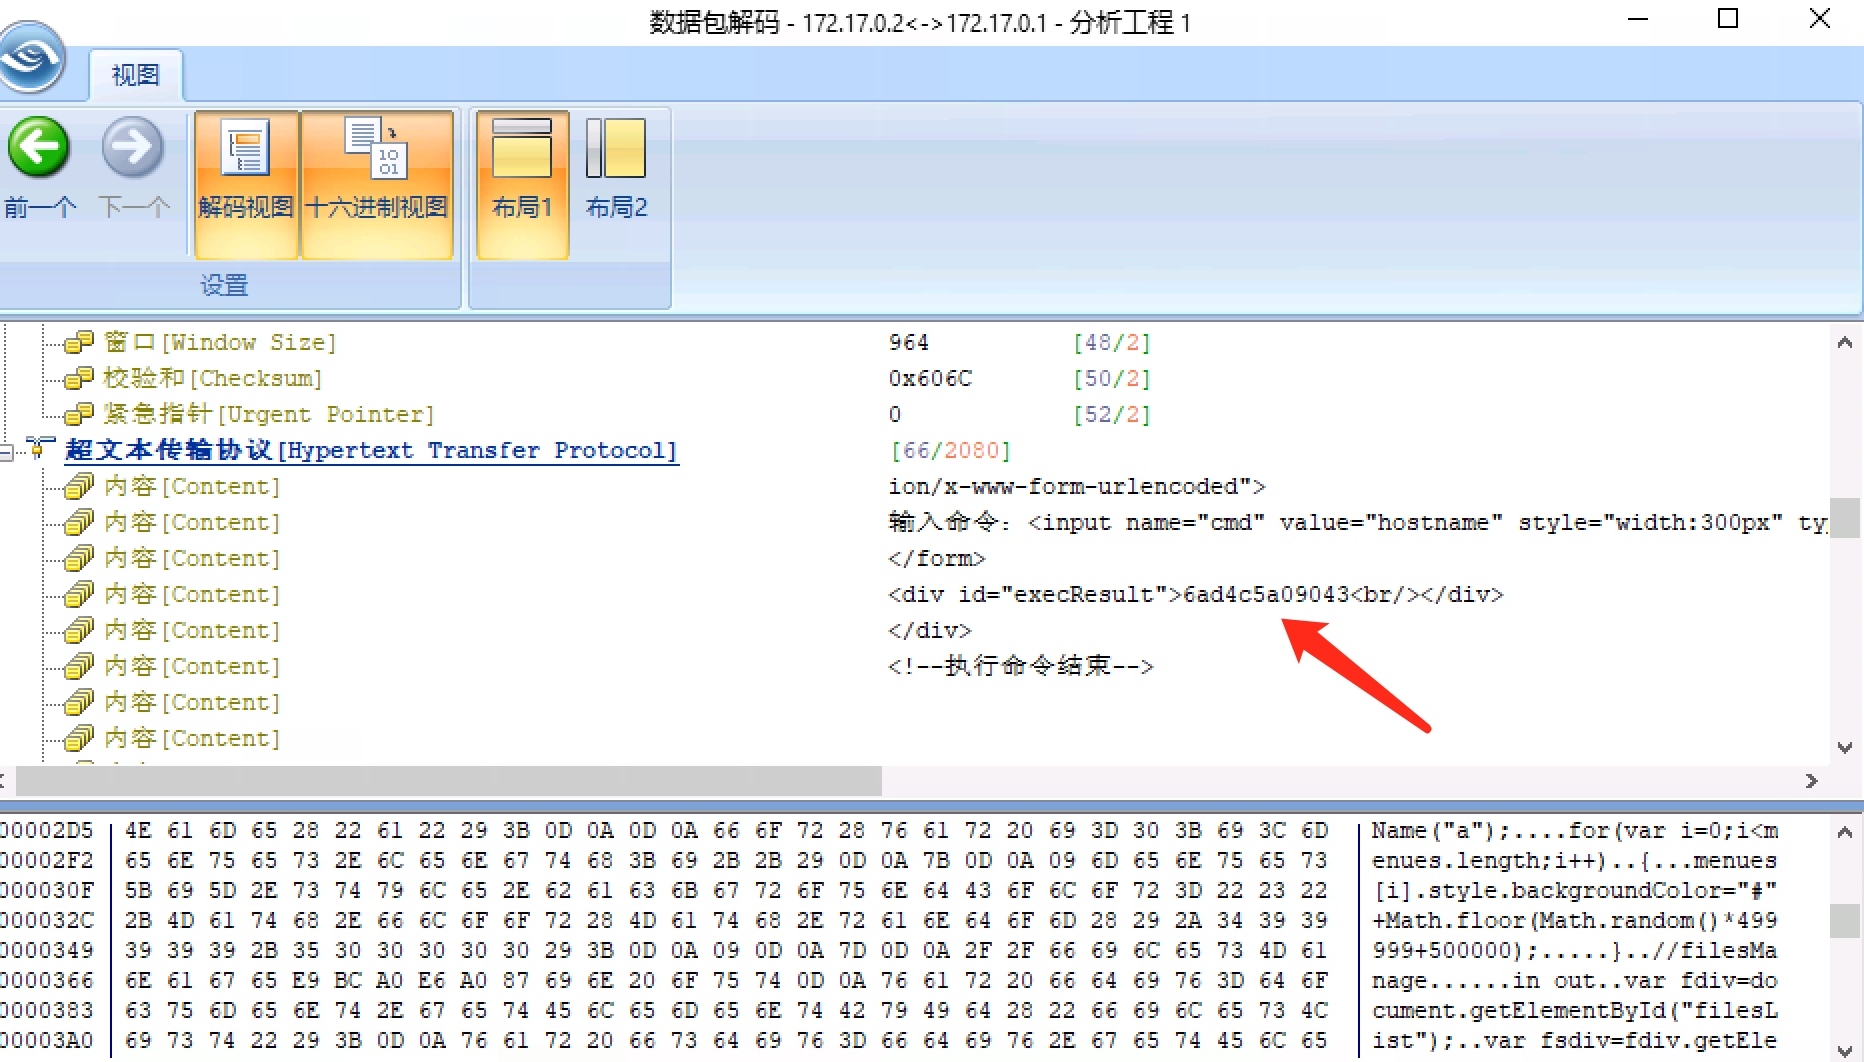 数据包解码 - 172.17.0.2<->172.17.0.1 - 分析工程 1
视图
前一个
下一个
解码视图
十六进制视图
布局1
布局2
设置
窗口[Window Size] 964 [48/2]
校验和[Checksum] 0x606C [50/2]
紧急指针[Urgent Pointer] 0 [52/2]
超文本传输协议[Hypertext Transfer Protocol] [66/2080]
内容[Content] ion/x-www-form-urlencoded">
内容[Content] 输入命令: <input name="cmd" value="hostname" style="width:300px" ty
内容[Content] </form>
内容[Content] <div id="execResult">6ad4c5a09043<br/></div>
内容[Content] </div>
内容[Content] <!--执行命令结束-->
内容[Content]
内容[Content]
00002D5 4E 61 6D 65 28 22 61 22 29 3B 0D 0A 0D 0A 66 6F 72 28 76 61 72 20 69 3D 30 3B 69 3C 6D Name("a");....for(var i=0;i<m
00002F2 65 6E 75 65 73 2E 6C 65 6E 67 74 68 3B 69 2B 2B 29 0D 0A 7B 0D 0A 09 6D 65 6E 75 65 73 enues.length;i++)..{...menues
000030F 5B 69 5D 2E 73 74 79 6C 65 2E 62 61 63 6B 67 72 6F 75 6E 64 43 6F 6C 6F 72 3D 22 23 22 [i].style.backgroundColor="#"
000032C 2B 4D 61 74 68 2E 66 6C 6F 6F 72 28 4D 61 74 68 2E 72 61 6E 64 6F 6D 28 29 2A 34 39 39 +Math.floor(Math.random()*499
0000349 39 39 39 2B 35 30 30 30 30 30 29 3B 0D 0A 09 0D 0A 7D 0D 0A 2F 2F 66 69 6C 65 73 4D 61 999+500000);.....}..//filesMa
0000366 6E 61 67 65 E9 BC A0 E6 A0 87 69 6E 20 6F 75 74 0D 0A 76 61 72 20 66 64 69 76 3D 64 6F nage......in out..var fdiv=do
0000383 63 75 6D 65 6E 74 2E 67 65 74 45 6C 65 6D 65 6E 74 42 79 49 64 28 22 66 69 6C 65 73 4C cument.getElementById("filesL
00003A0 69 73 74 22 29 3B 0D 0A 76 61 72 20 66 73 64 69 76 3D 66 64 69 76 2E 67 65 74 45 6C 65 ist");..var fsdiv=fdiv.getEle